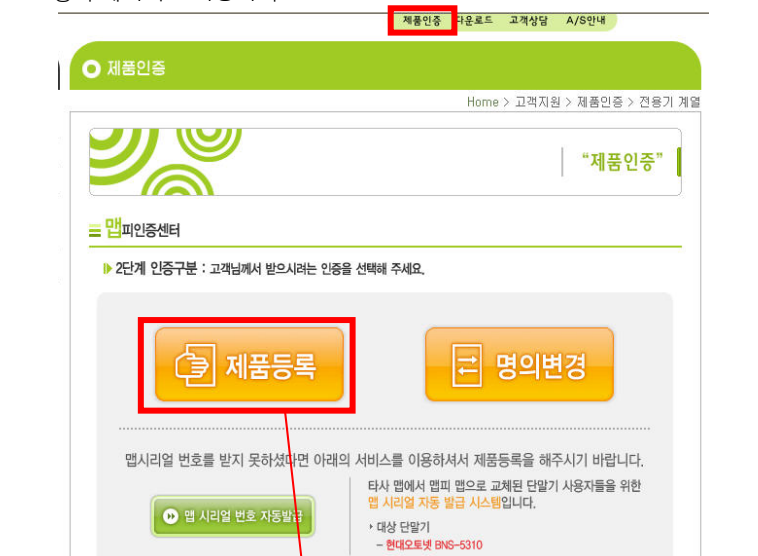 제품인증 다운로드 고객상담 A/S안내
제품인증
Home > 고객지원 > 제품인증 > 전용기 계열
“제품인증”
맵피인증센터
2단계 인증구분 : 고객님께서 받으시려는 인증을 선택해 주세요.
제품등록 명의변경
맵시리얼 번호를 받지 못하셨다면 아래의 서비스를 이용하셔서 제품등록을 해주시기 바랍니다.
맵 시리얼 번호 자동발급
타사 맵에서 맵피 맵으로 교체된 단말기 사용자들을 위한
맵 시리얼 자동 발급 시스템입니다.
대상 단말기
- 현대오토넷 BNS-5310